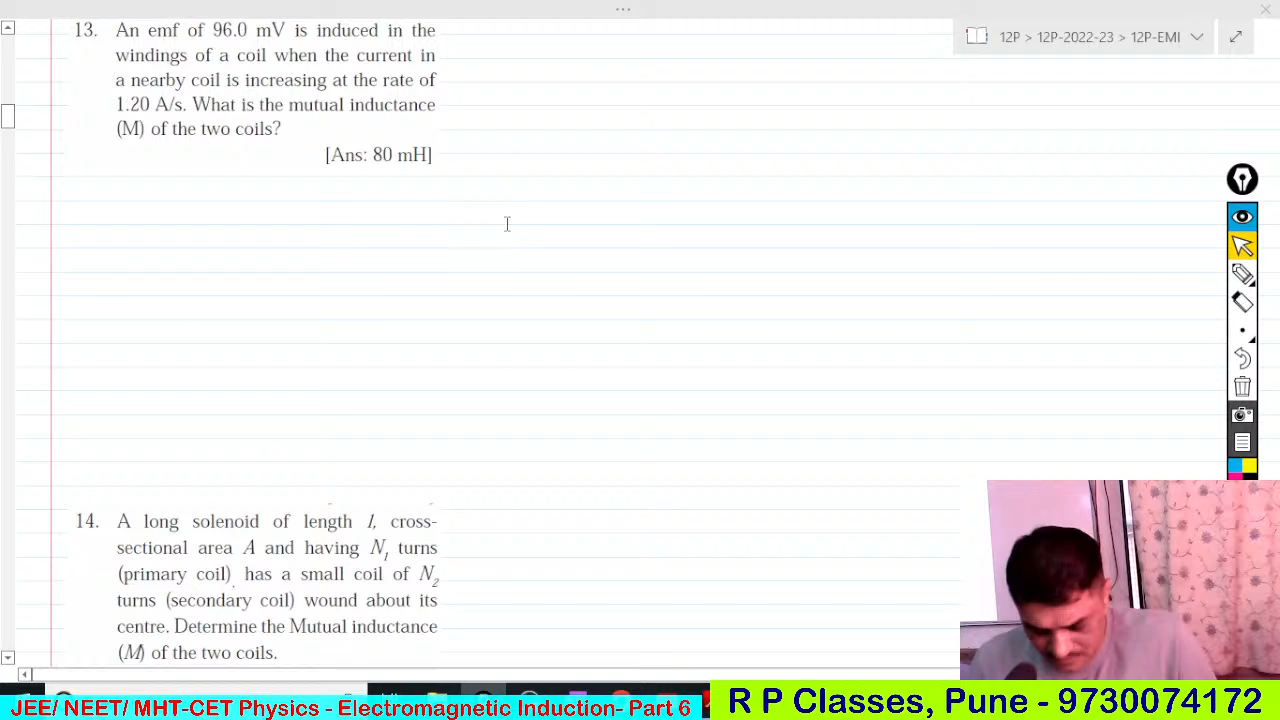 13. An emf of 96.0 mV is induced in the
windings of a coil when the current in
a nearby coil is increasing at the rate of
1.20 A/s. What is the mutual inductance
(M) of the two coils?
[Ans: 80 mH]
12P > 12P-2022-23 > 12P-EMI
14. A long solenoid of length l, cross-
sectional area A and having N₁ turns
(primary coil) has a small coil of N₂
turns (secondary coil) wound about its
centre. Determine the Mutual inductance
(M) of the two coils.
JEE/ NEET/ MHT-CET Physics - Electromagnetic Induction- Part 6
R P Classes, Pune - 9730074172